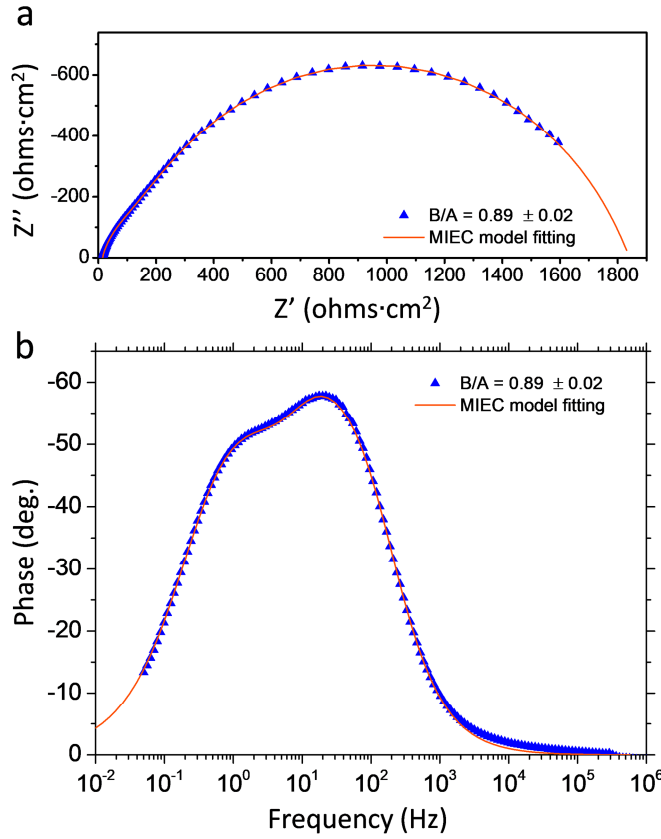 a
-600
-400
-200
0
Z'' (ohms·cm²)
B/A = 0.89 ± 0.02
MIEC model fitting
0 200 400 600 800 1000 1200 1400 1600 1800
Z' (ohms·cm²)
b
-60
-50
-40
-30
-20
-10
0
Phase (deg.)
B/A = 0.89 ± 0.02
MIEC model fitting
10⁻² 10⁻¹ 10⁰ 10¹ 10² 10³ 10⁴ 10⁵ 10⁶
Frequency (Hz)